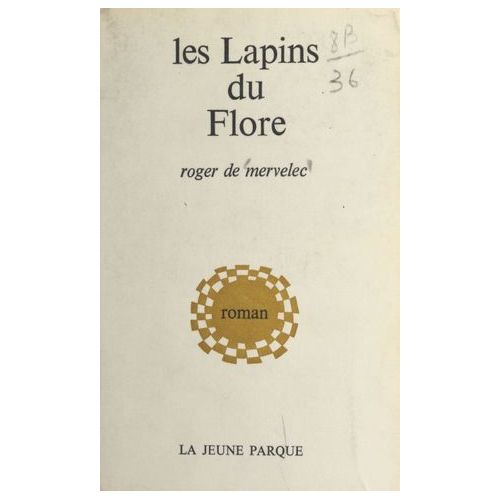 les Lapins
du
Flore
8B
36
roger de mervelec
roman
LA JEUNE PARQUE